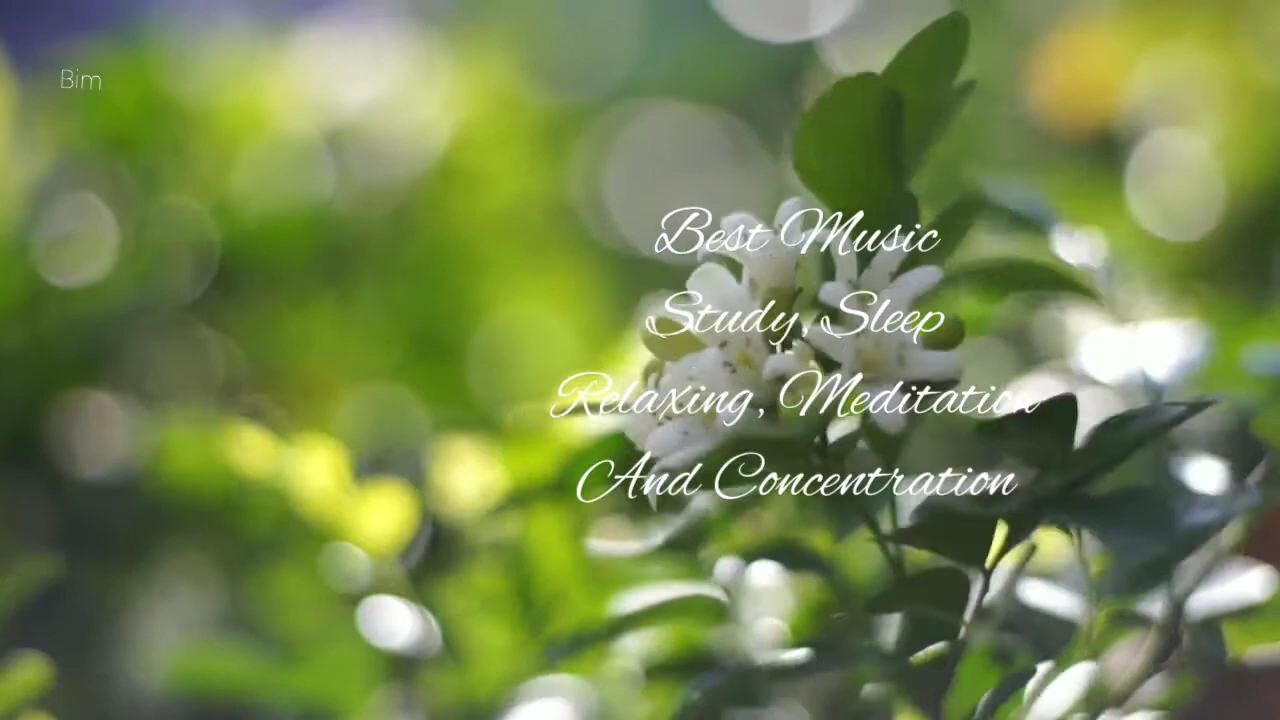 Bim
Best Music
Study, Sleep
Relaxing, Meditation
And Concentration